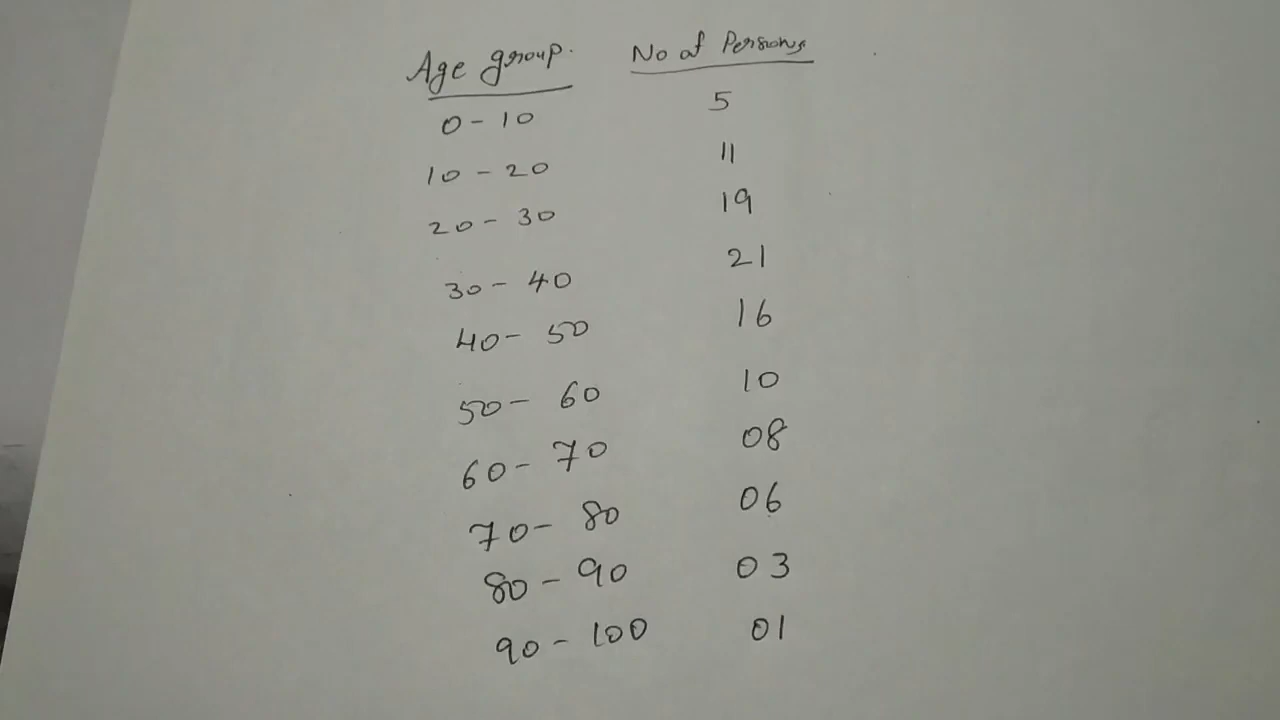 Age group. No of Persons
0 - 10 5
10 - 20 11
20 - 30 19
30 - 40 21
40 - 50 16
50 - 60 10
60 - 70 08
70 - 80 06
80 - 90 03
90 - 100 01